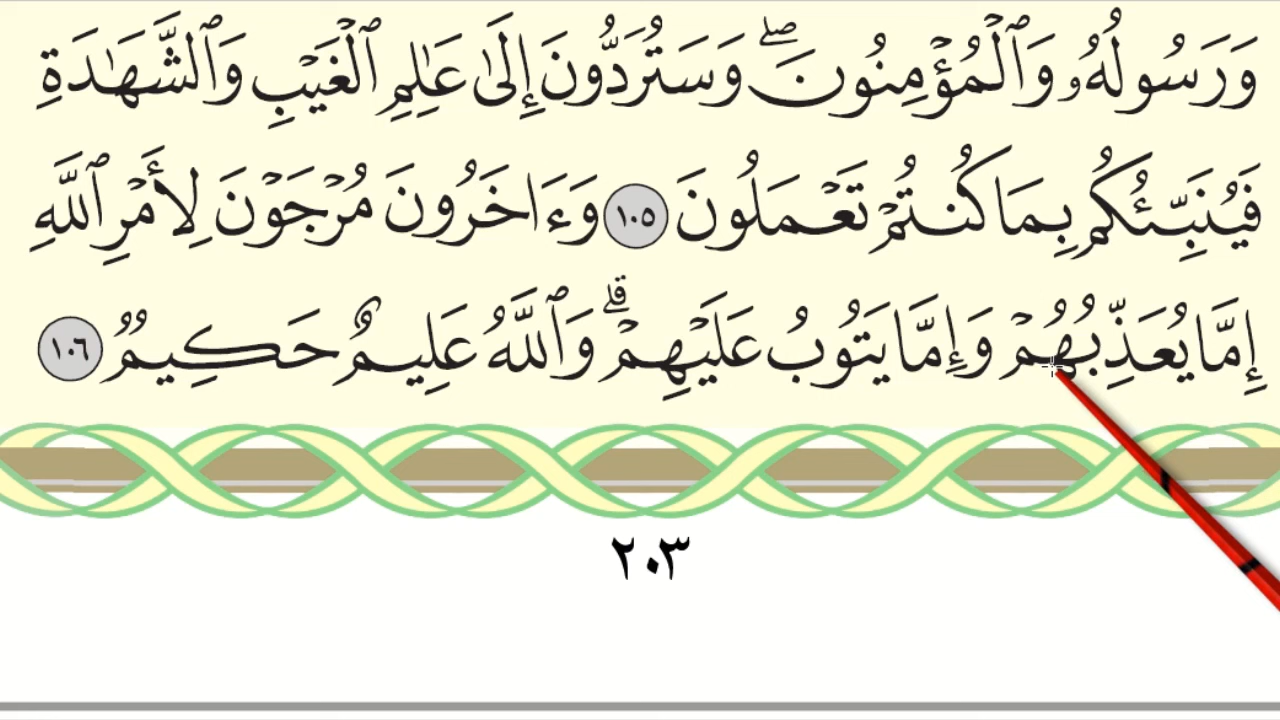 وَرَسُولُهُۥ وَٱلْمُؤْمِنُونَ ۖ وَسَتُرَدُّونَ إِلَىٰ عَـٰلِمِ ٱلْغَيْبِ وَٱلشَّهَـٰدَةِ
فَيُنَبِّئُكُم بِمَا كُنتُمْ تَعْمَلُونَ ١٠٥ وَءَاخَرُونَ مُرْجَوْنَ لِأَمْرِ ٱللَّهِ
إِمَّا يُعَذِّبُهُمْ وَإِمَّا يَتُوبُ عَلَيْهِمْ ۗ وَٱللَّهُ عَلِيمٌ حَكِيمٌ ١٠٦
٢٠٣